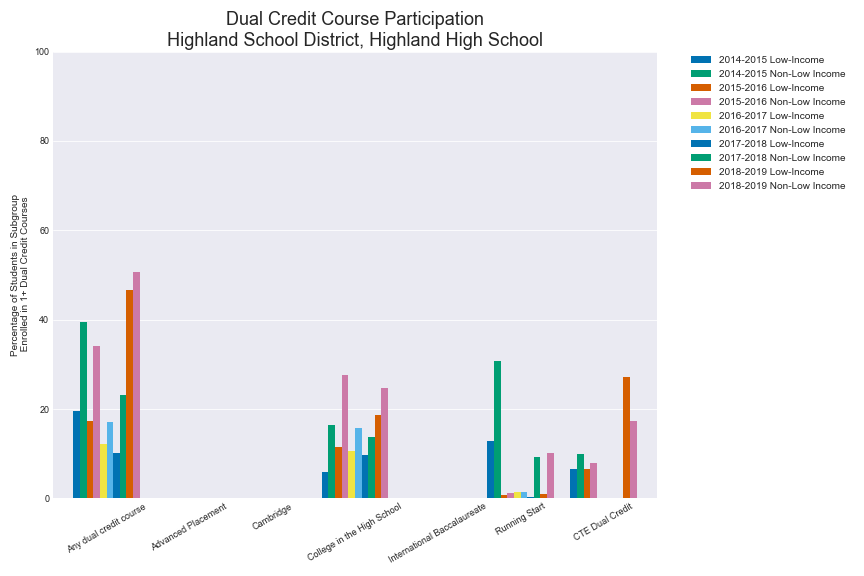 Dual Credit Course Participation
Highland School District, Highland High School
Percentage of Students in Subgroup
Enrolled in 1+ Dual Credit Courses
100
80
60
40
20
0
Any dual credit course
Advanced Placement
Cambridge
College in the High School
International Baccalaureate
Running Start
CTE Dual Credit
2014-2015 Low-Income
2014-2015 Non-Low Income
2015-2016 Low-Income
2015-2016 Non-Low Income
2016-2017 Low-Income
2016-2017 Non-Low Income
2017-2018 Low-Income
2017-2018 Non-Low Income
2018-2019 Low-Income
2018-2019 Non-Low Income